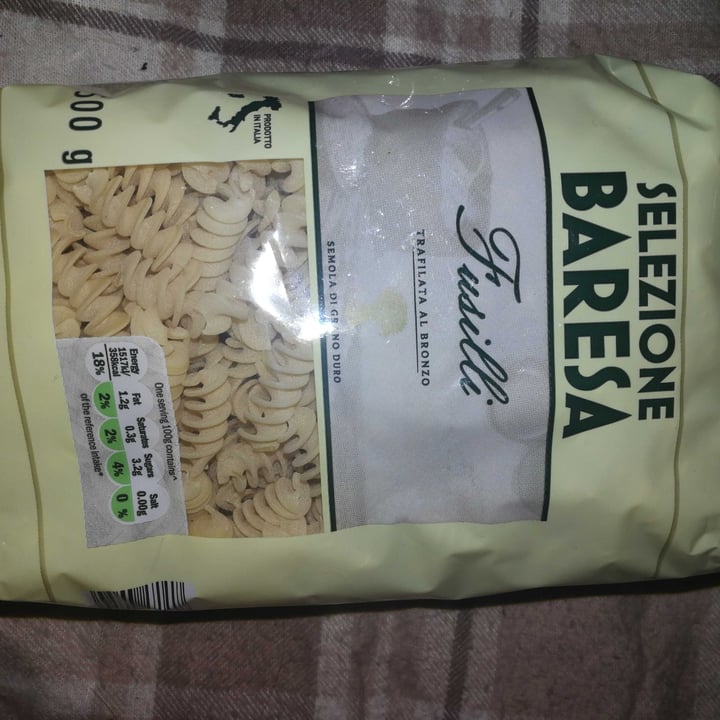 SELEZIONE
BARESA
Fusilli
TRAFILATA AL BRONZO
SEMOLA DI GRANO DURO
PRODOTTO
IN ITALIA
One serving 100g contains^
Energy
1517kJ/
358kcal
18%
Fat
1.2g
2%
Saturates
0.3g
2%
Sugars
3.2g
4%
Salt
0.00g
0 %
of the reference intake*
00 g